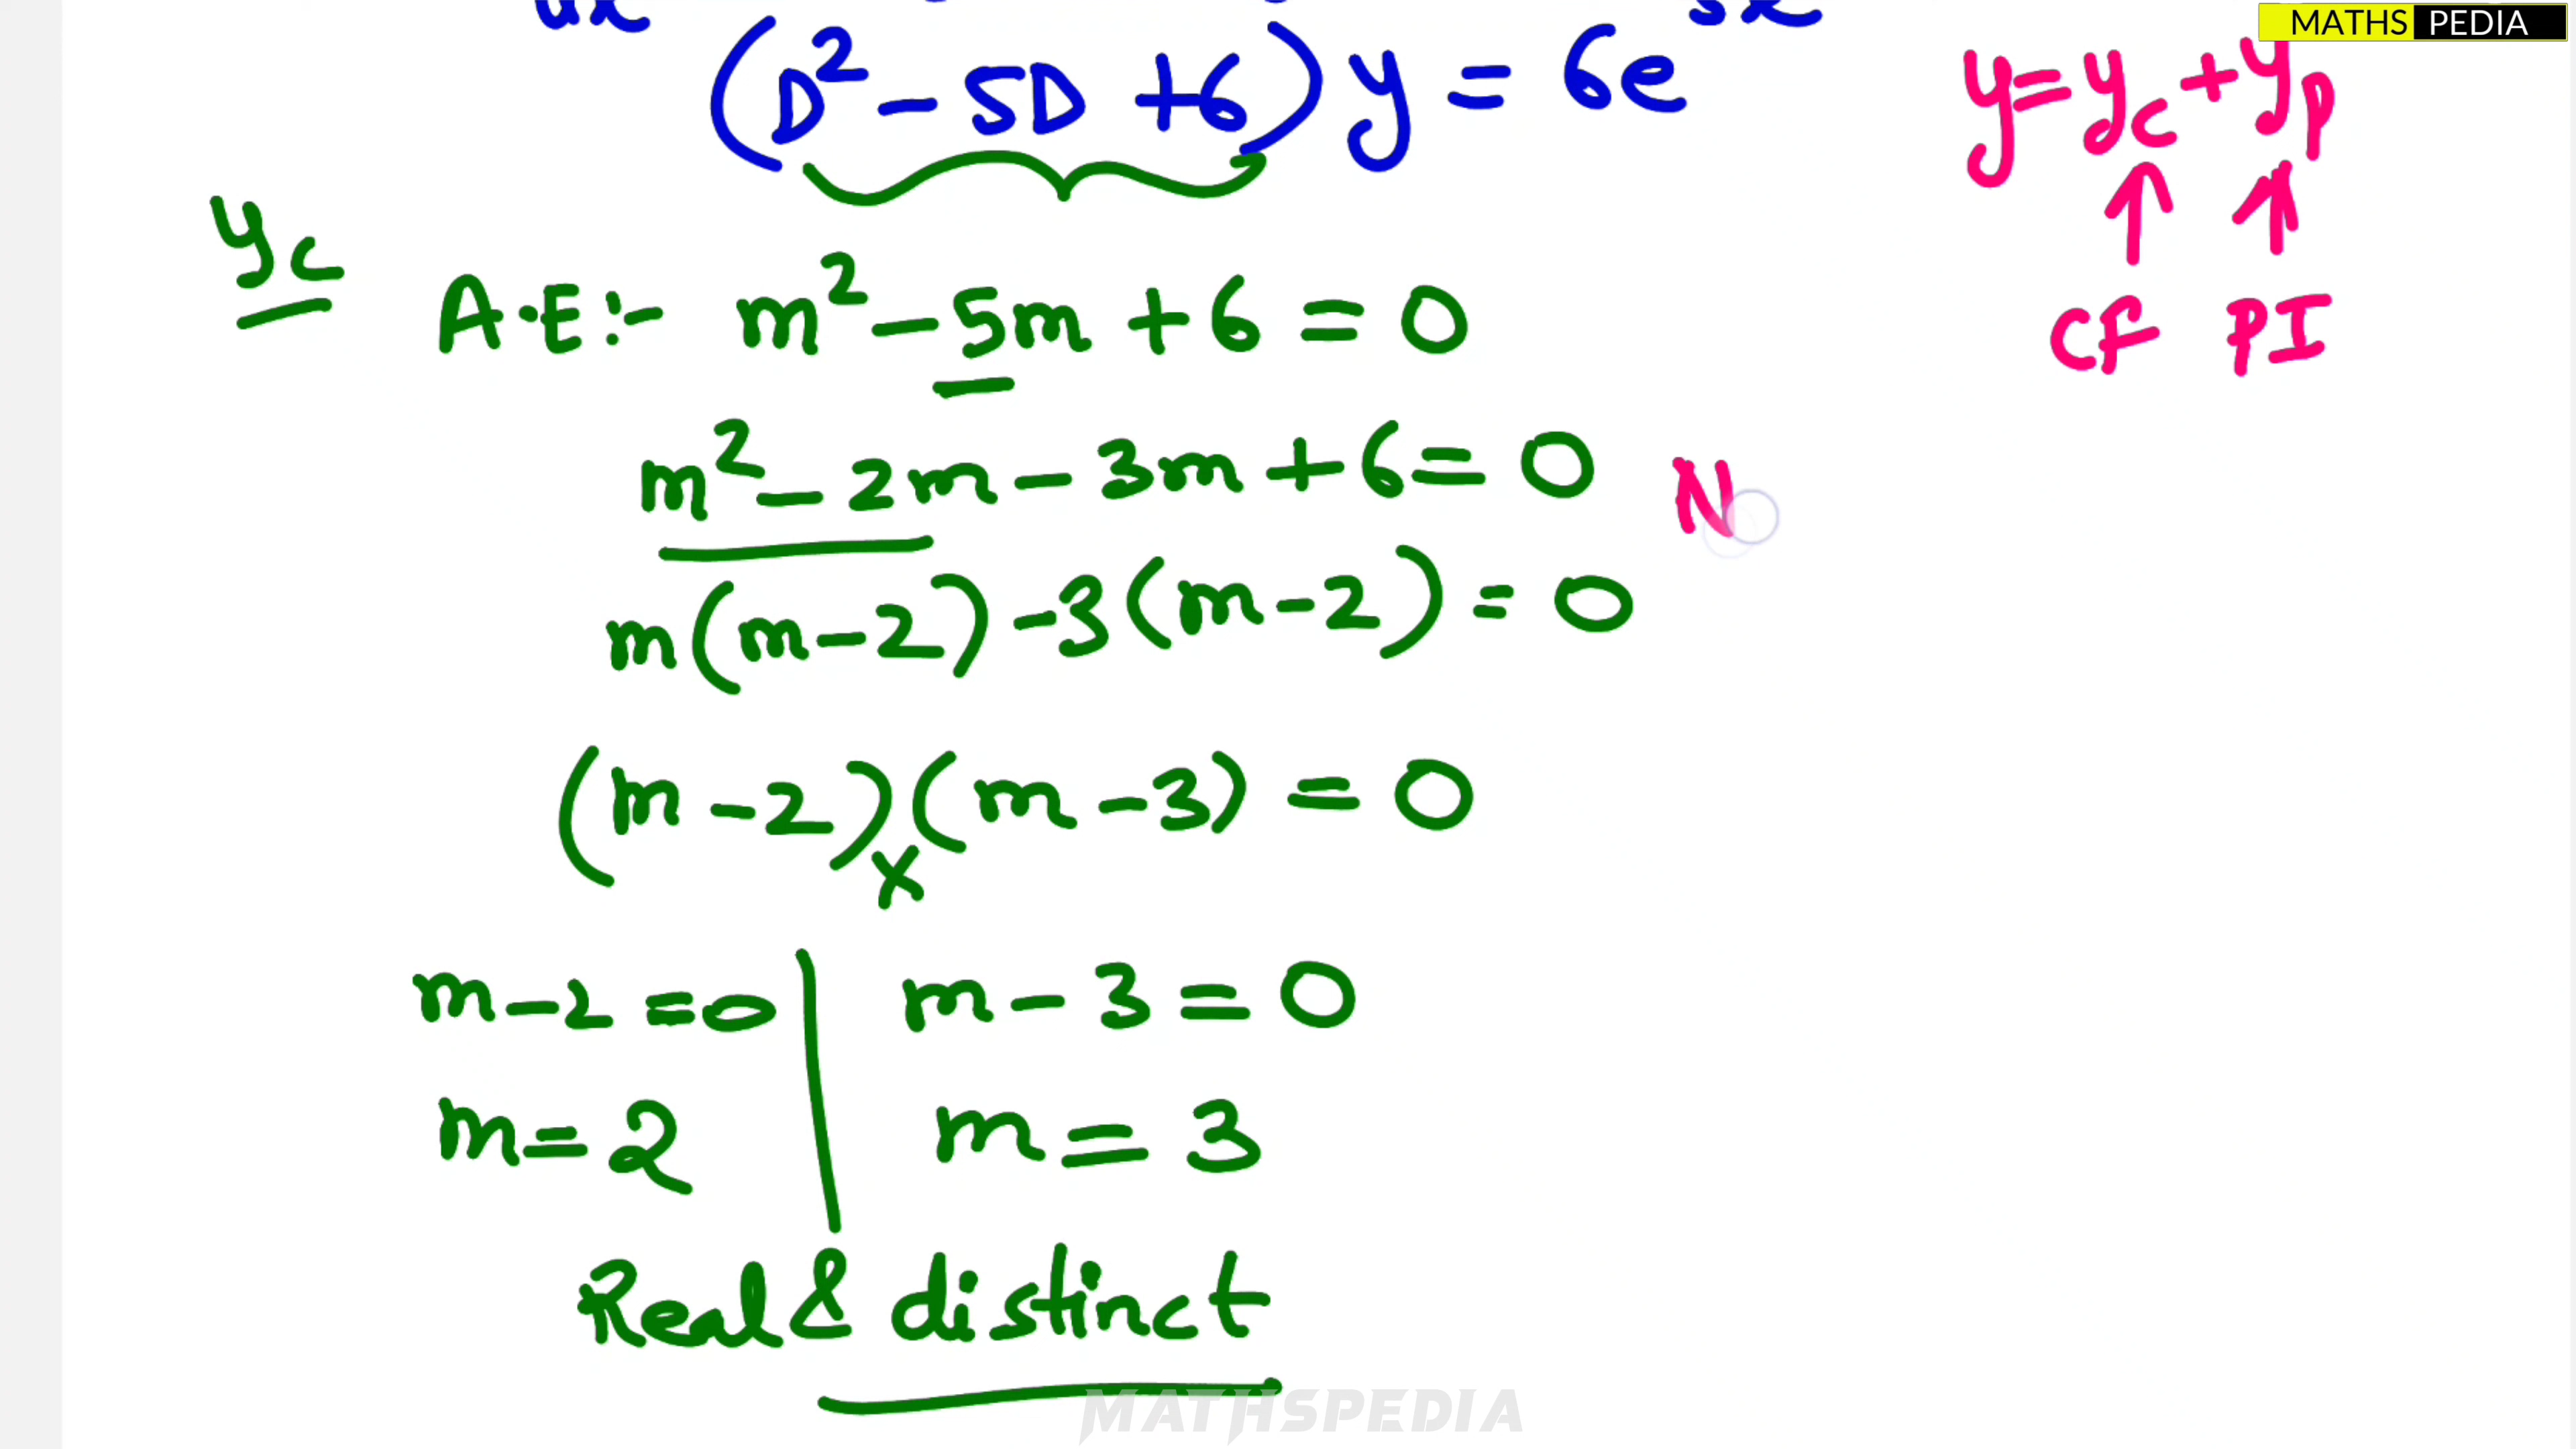 MATHS PEDIA
(D² - 5D + 6) y = 6e
y = yc + yp
CF PI
yc
A.E:- m² - 5m + 6 = 0
m² - 2m - 3m + 6 = 0
N
m(m-2) - 3(m-2) = 0
(m-2)(m-3) = 0
x
m-2 = 0 | m-3 = 0
m = 2 | m = 3
Real & distinct
MATHSPEDIA